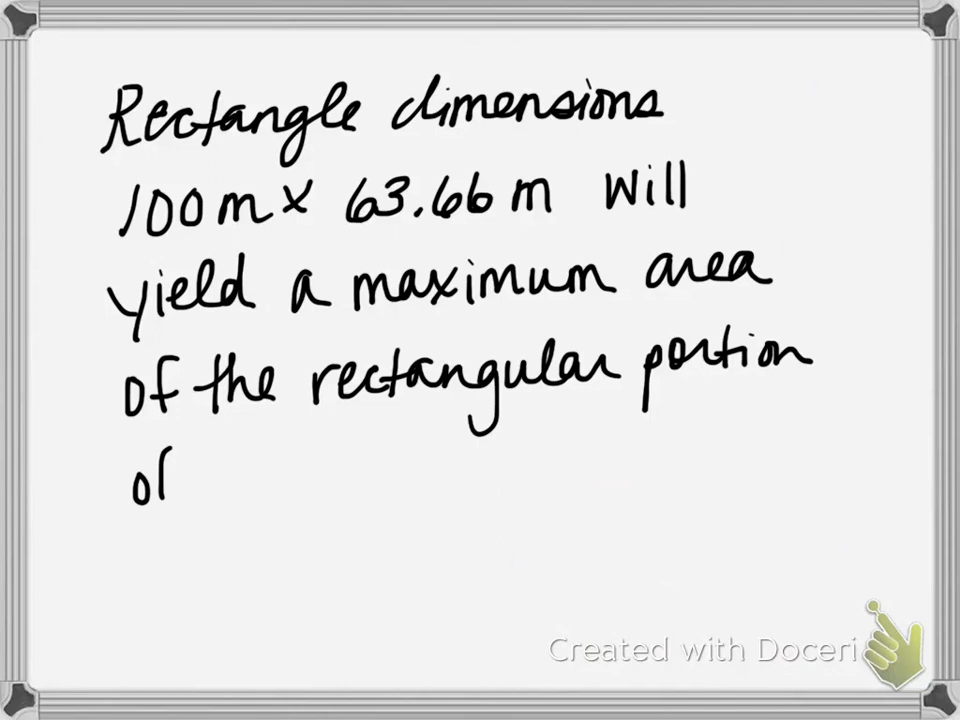 Rectangle dimensions
100m x 63.66m will
yield a maximum area
of the rectangular portion
of
Created with Doceri